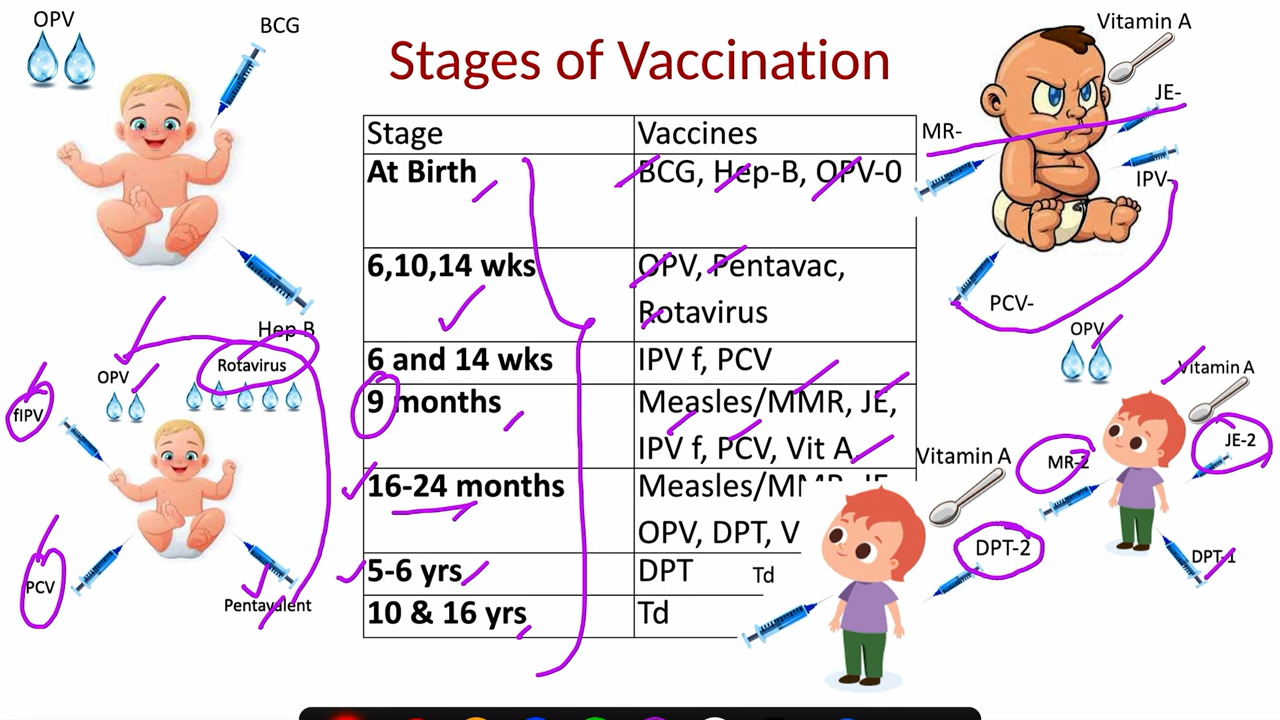 OPV
BCG
Stages of Vaccination
Vitamin A
JE-
MR-
IPV-
PCV-
Stage Vaccines
At Birth BCG, Hep-B, OPV-0
6,10,14 wks OPV, Pentavac,
Rotavirus
6 and 14 wks IPV f, PCV
9 months Measles/MMR, JE,
IPV f, PCV, Vit A
16-24 months Measles/MMR, JE
OPV, DPT, V
5-6 yrs DPT
10 & 16 yrs Td
Hep B
Rotavirus
OPV
fIPV
PCV
Pentavalent
OPV
Vitamin A
JE-2
MR-2
DPT-1
Vitamin A
DPT-2
Td